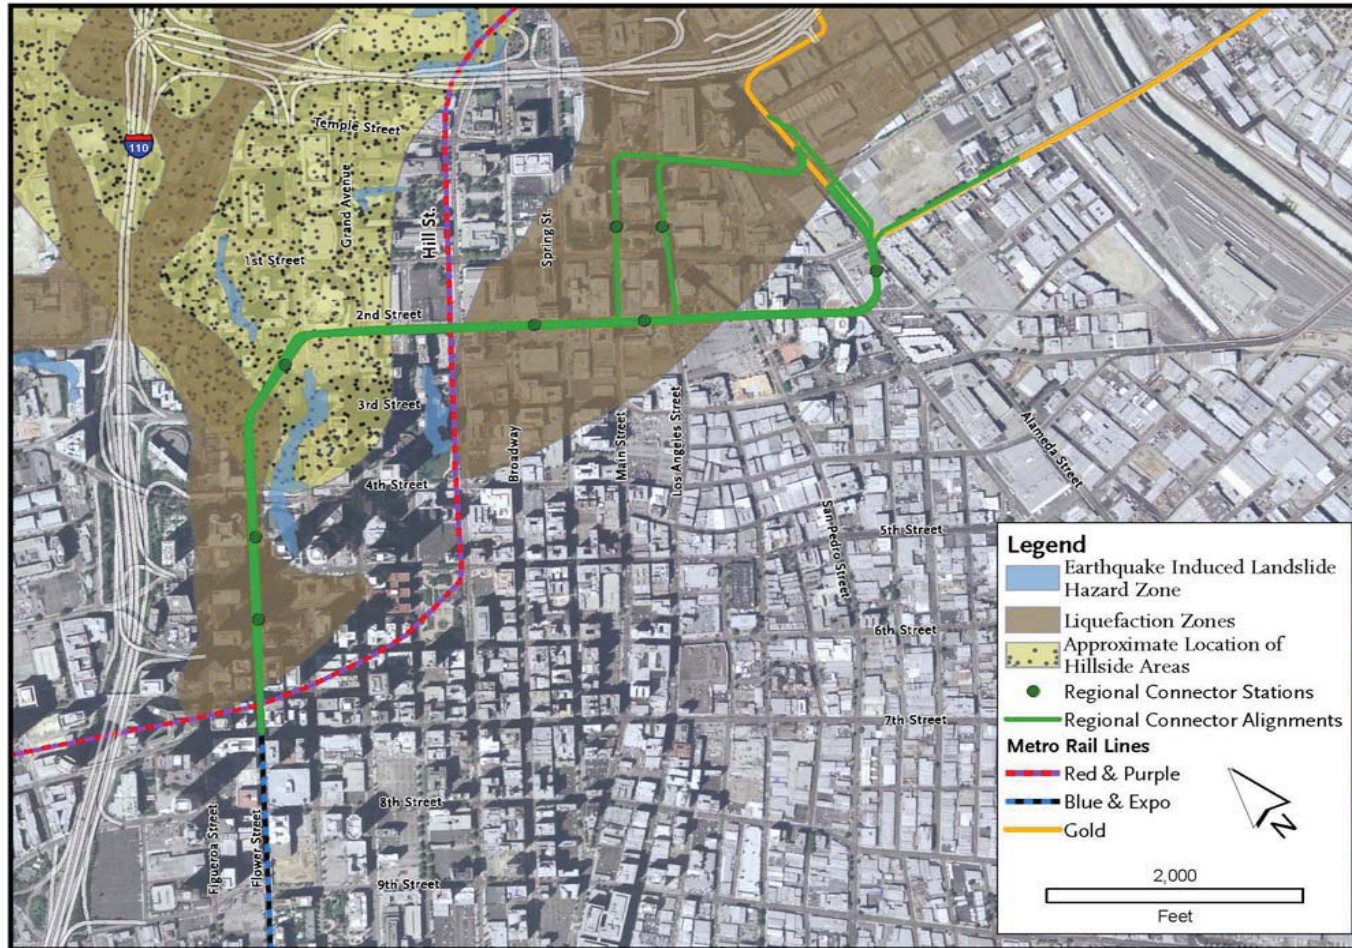 110
Temple Street
Grand Avenue
Hill St.
Spring St.
1st Street
2nd Street
3rd Street
4th Street
Broadway
Main Street
Los Angeles Street
San Pedro Street
Alameda Street
5th Street
6th Street
7th Street
8th Street
9th Street
Figueroa Street
Flower Street
Legend
Earthquake Induced Landslide
Hazard Zone
Liquefaction Zones
Approximate Location of
Hillside Areas
Regional Connector Stations
Regional Connector Alignments
Metro Rail Lines
Red & Purple
Blue & Expo
Gold
N
2,000
Feet